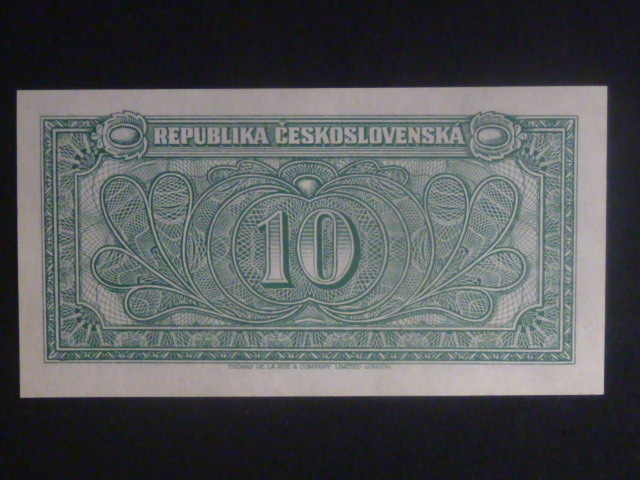 REPUBLIKA ČESKOSLOVENSKÁ
10
THOMAS DE LA RUE & COMPANY, LIMITED LONDON